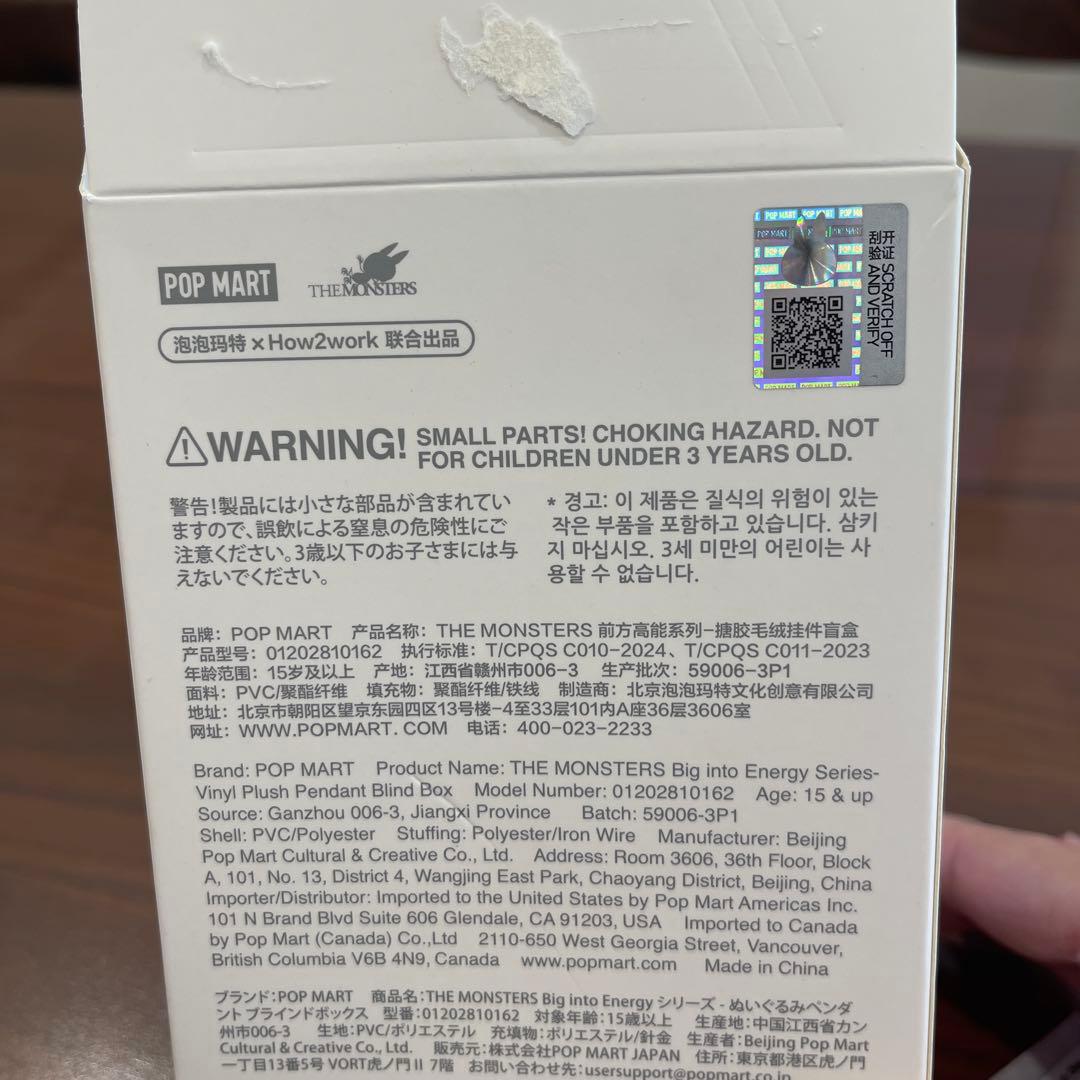 POP MART
THE MONSTERS
泡泡玛特 × How2work 联合出品
开证 SCRATCH OFF
刮验 AND VERIFY
WARNING! SMALL PARTS! CHOKING HAZARD. NOT
FOR CHILDREN UNDER 3 YEARS OLD.
警告!製品には小さな部品が含まれてい
ますので、誤飲による窒息の危険性にご
注意ください。3歳以下のお子さまには与
えないでください。
* 경고: 이 제품은 질식의 위험이 있는
작은 부품을 포함하고 있습니다. 삼키
지 마십시오. 3세 미만의 어린이는 사
용할 수 없습니다.
品牌: POP MART 产品名称: THE MONSTERS 前方高能系列-搪胶毛绒挂件盲盒
产品型号: 01202810162 执行标准: T/CPQS C010-2024、T/CPQS C011-2023
年龄范围: 15岁及以上 产地: 江西省赣州市006-3 生产批次: 59006-3P1
面料: PVC/聚酯纤维 填充物: 聚酯纤维/铁线 制造商: 北京泡泡玛特文化创意有限公司
地址: 北京市朝阳区望京东园四区13号楼-4至33层101内A座36层3606室
网址: WWW.POPMART. COM 电话: 400-023-2233
Brand: POP MART Product Name: THE MONSTERS Big into Energy Series-
Vinyl Plush Pendant Blind Box Model Number: 01202810162 Age: 15 & up
Source: Ganzhou 006-3, Jiangxi Province Batch: 59006-3P1
Shell: PVC/Polyester Stuffing: Polyester/Iron Wire Manufacturer: Beijing
Pop Mart Cultural & Creative Co., Ltd. Address: Room 3606, 36th Floor, Block
A, 101, No. 13, District 4, Wangjing East Park, Chaoyang District, Beijing, China
Importer/Distributor: Imported to the United States by Pop Mart Americas Inc.
101 N Brand Blvd Suite 606 Glendale, CA 91203, USA Imported to Canada
by Pop Mart (Canada) Co.,Ltd 2110-650 West Georgia Street, Vancouver,
British Columbia V6B 4N9, Canada www.popmart.com Made in China
ブランド:POP MART 商品名:THE MONSTERS Big into Energy シリーズ - ぬいぐるみペンダ
ント ブラインドボックス 型番:01202810162 対象年齢:15歳以上 生産地:中国江西省カン
州市006-3 生地:PVC/ポリエステル 充填物:ポリエステル/針金 生産者:Beijing Pop Mart
Cultural & Creative Co., Ltd. 販売元:株式会社POP MART JAPAN 住所:東京都港区虎ノ門
一丁目13番5号 VORT虎ノ門II 7階 お問い合わせ先:usersupport@popmart.co.jp